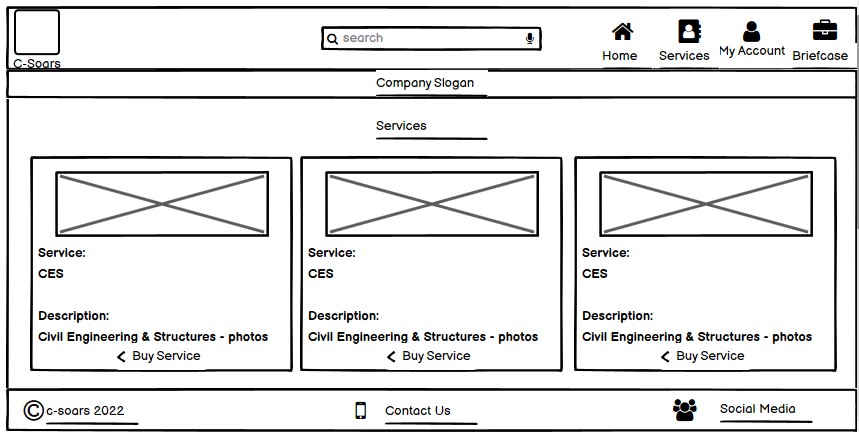 search
Home
Services
My Account
Briefcase
C-Soars
Company Slogan
Services
Service:
CES
Description:
Civil Engineering & Structures - photos
Buy Service
Service:
CES
Description:
Civil Engineering & Structures - photos
Buy Service
Service:
CES
Description:
Civil Engineering & Structures - photos
Buy Service
© c-soars 2022
Contact Us
Social Media